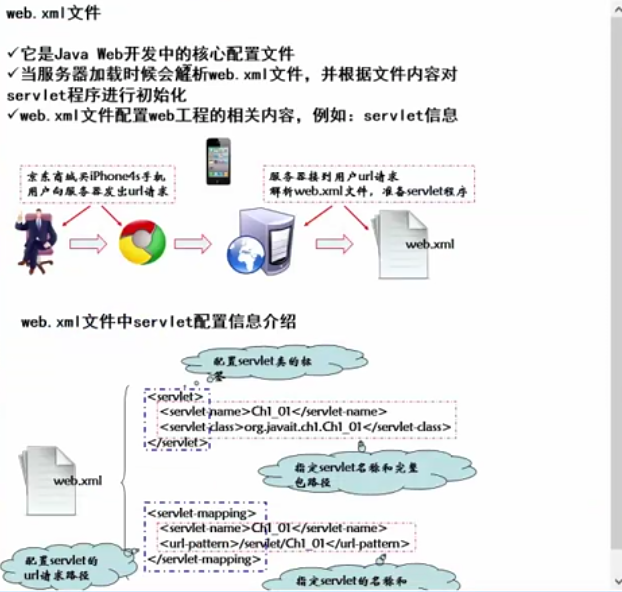 web.xml文件
✓它是Java Web开发中的核心配置文件
✓当服务器加载时候会解析web.xml文件，并根据文件内容对
servlet程序进行初始化
✓web.xml文件配置web工程的相关内容，例如：servlet信息
京东商城买iPhone4s手机
用户向服务器发出url请求
服务器接到用户url请求
解析web.xml文件，准备servlet程序
web.xml
web.xml文件中servlet配置信息介绍
配置servlet类的标
签
<servlet>
<servlet-name>Ch1_01</servlet-name>
<servlet-class>org.javait.ch1.Ch1_01</servlet-class>
</servlet>
指定servlet名称和完整
包路径
web.xml
<servlet-mapping>
<servlet-name>Ch1_01</servlet-name>
<url-pattern>/servlet/Ch1_01</url-pattern>
</servlet-mapping>
配置servlet的
url请求路径
指定servlet的名称和